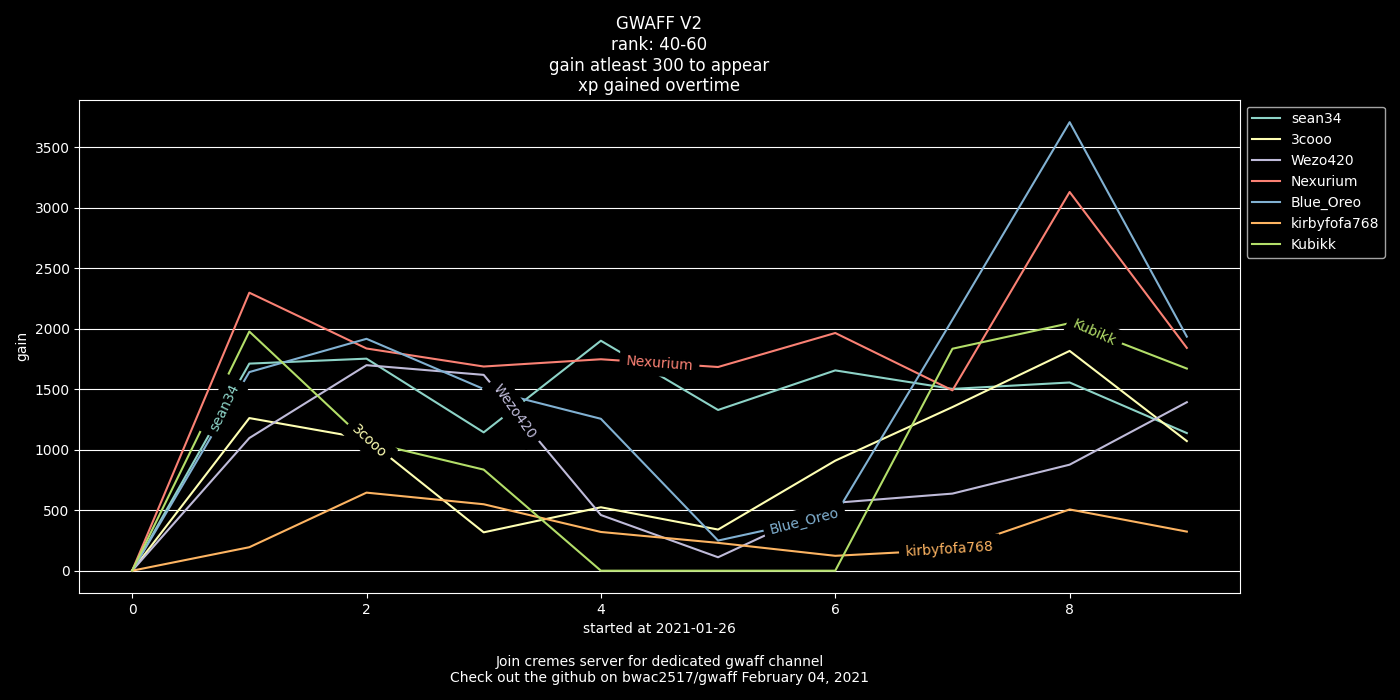 GWAFF V2
rank: 40-60
gain atleast 300 to appear
xp gained overtime
sean34
3cooo
Wezo420
Nexurium
Blue_Oreo
kirbyfofa768
Kubikk
gain
3500
3000
2500
2000
1500
1000
500
0
sean34
3cooo
Wezo420
Nexurium
Blue_Oreo
kirbyfofa768
Kubikk
0 2 4 6 8
started at 2021-01-26
Join cremes server for dedicated gwaff channel
Check out the github on bwac2517/gwaff February 04, 2021